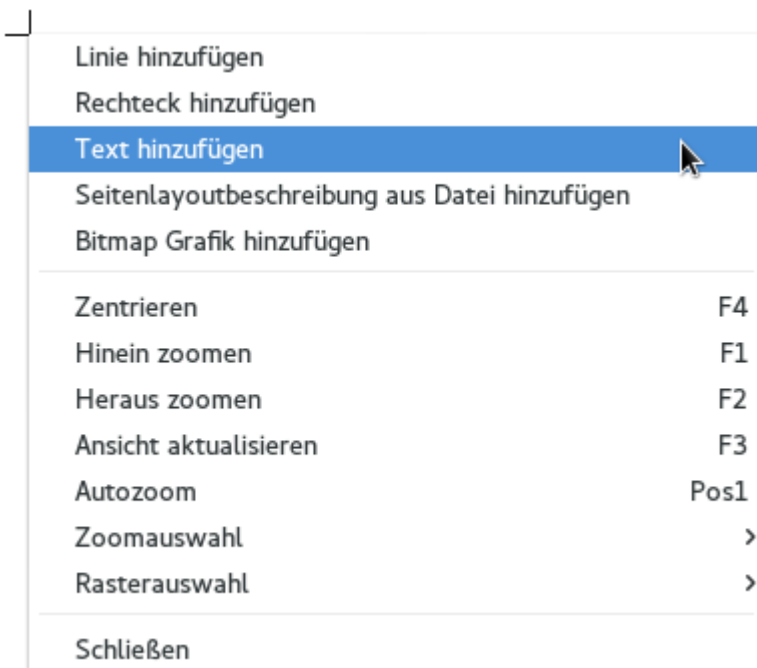 Linie hinzufügen
Rechteck hinzufügen
Text hinzufügen
Seitenlayoutbeschreibung aus Datei hinzufügen
Bitmap Grafik hinzufügen
Zentrieren F4
Hinein zoomen F1
Heraus zoomen F2
Ansicht aktualisieren F3
Autozoom Pos1
Zoomauswahl
Rasterauswahl
Schließen